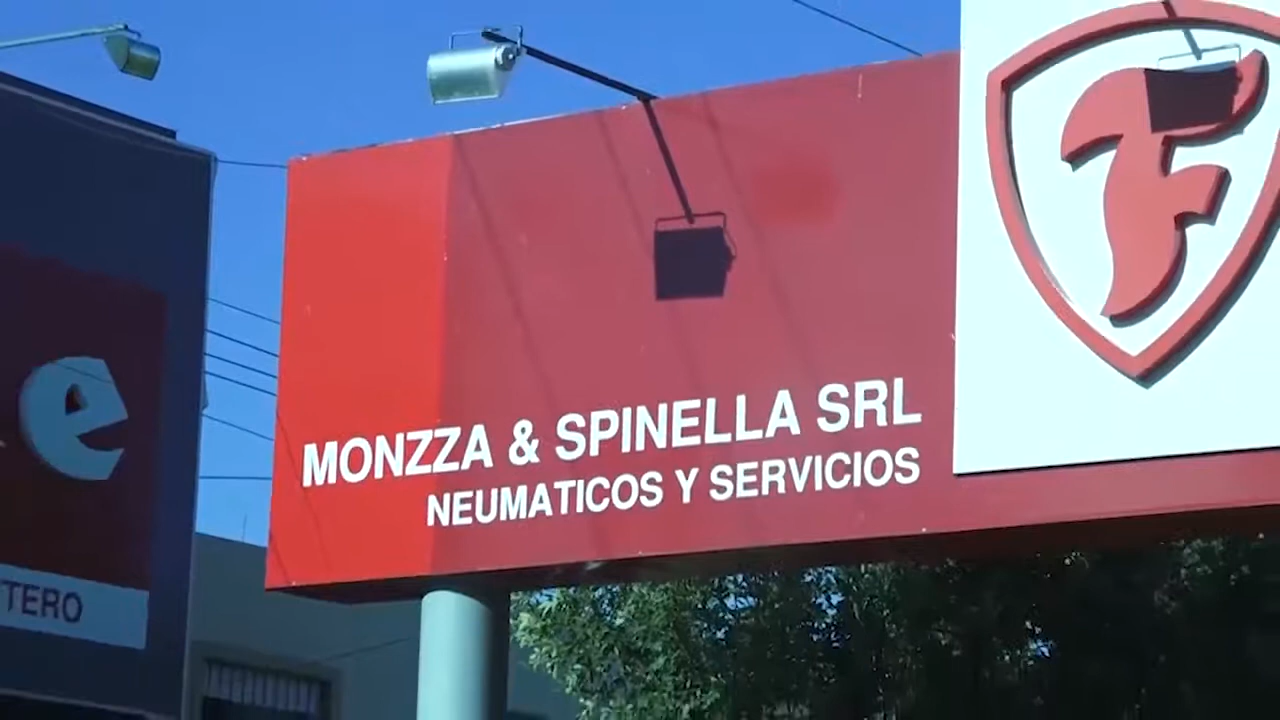 MONZZA & SPINELLA SRL
NEUMATICOS Y SERVICIOS
F
e
TERO